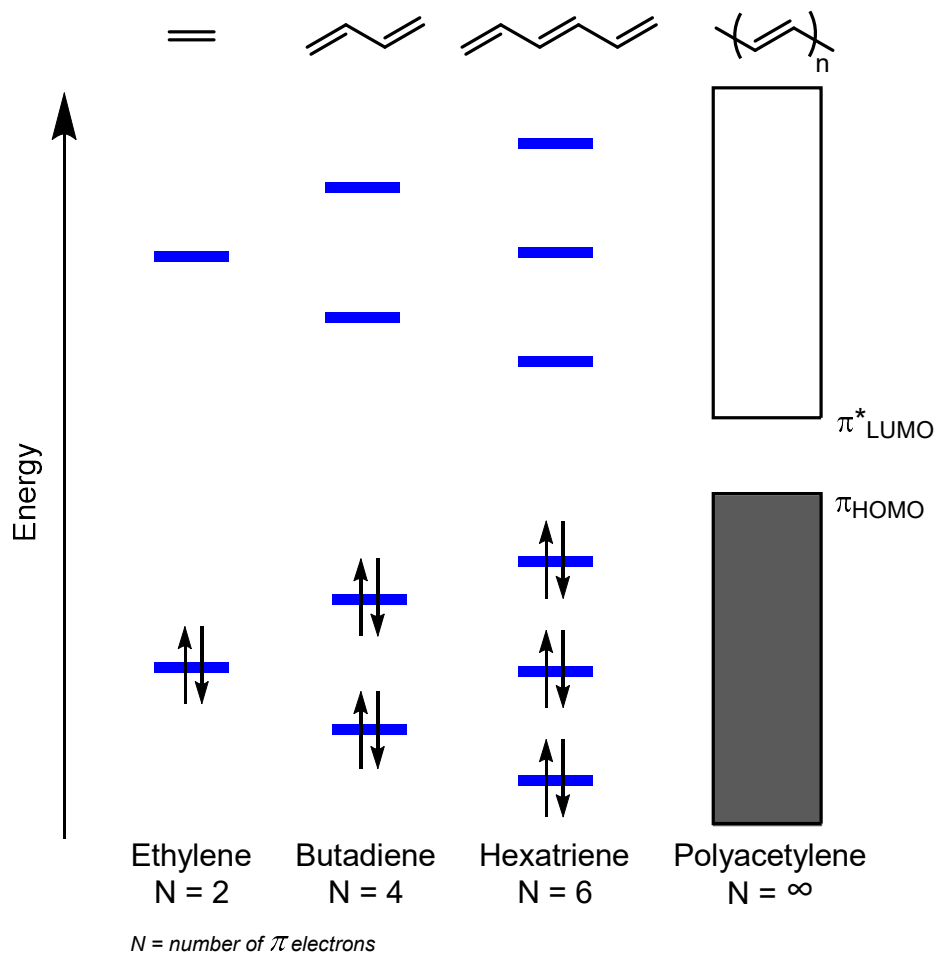 n
Energy
π*LUMO
πHOMO
Ethylene
N = 2
Butadiene
N = 4
Hexatriene
N = 6
Polyacetylene
N = ∞
N = number of π electrons